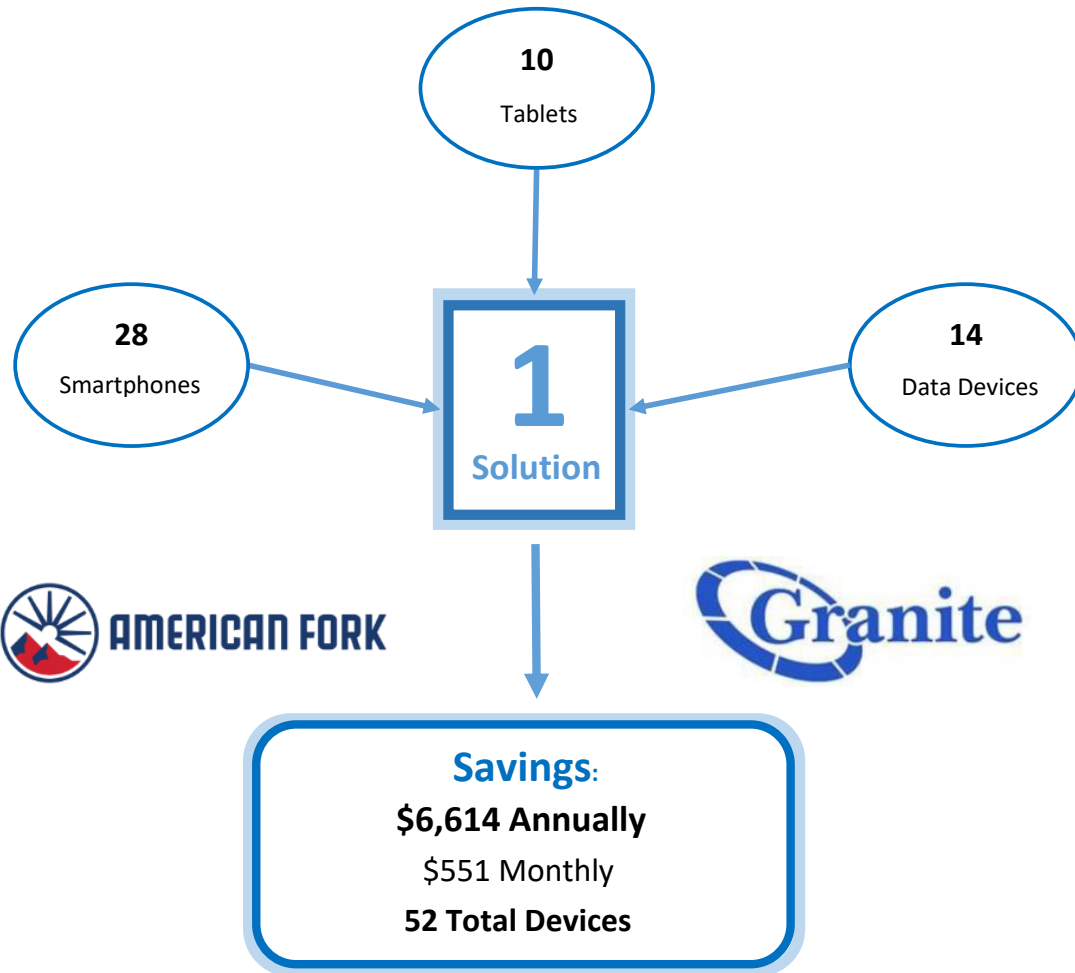 10
Tablets
28
Smartphones
14
Data Devices
1
Solution
AMERICAN FORK
Granite
Savings:
$6,614 Annually
$551 Monthly
52 Total Devices